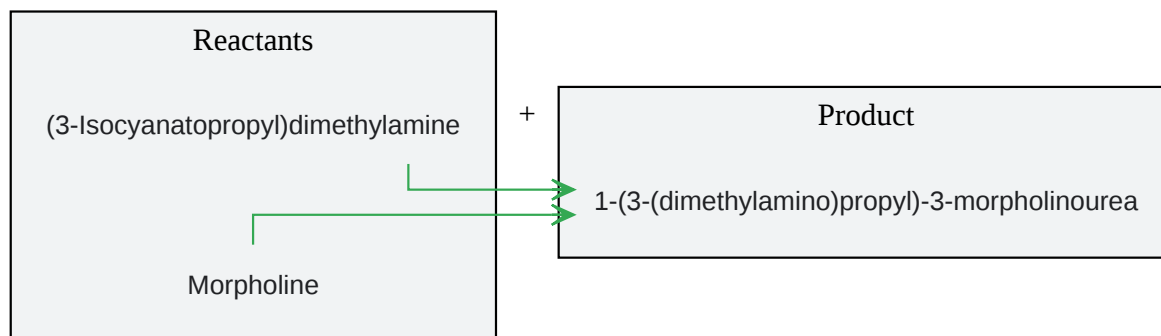 Reactants
(3-Isocyanatopropyl)dimethylamine
Morpholine
+
Product
1-(3-(dimethylamino)propyl)-3-morpholinourea